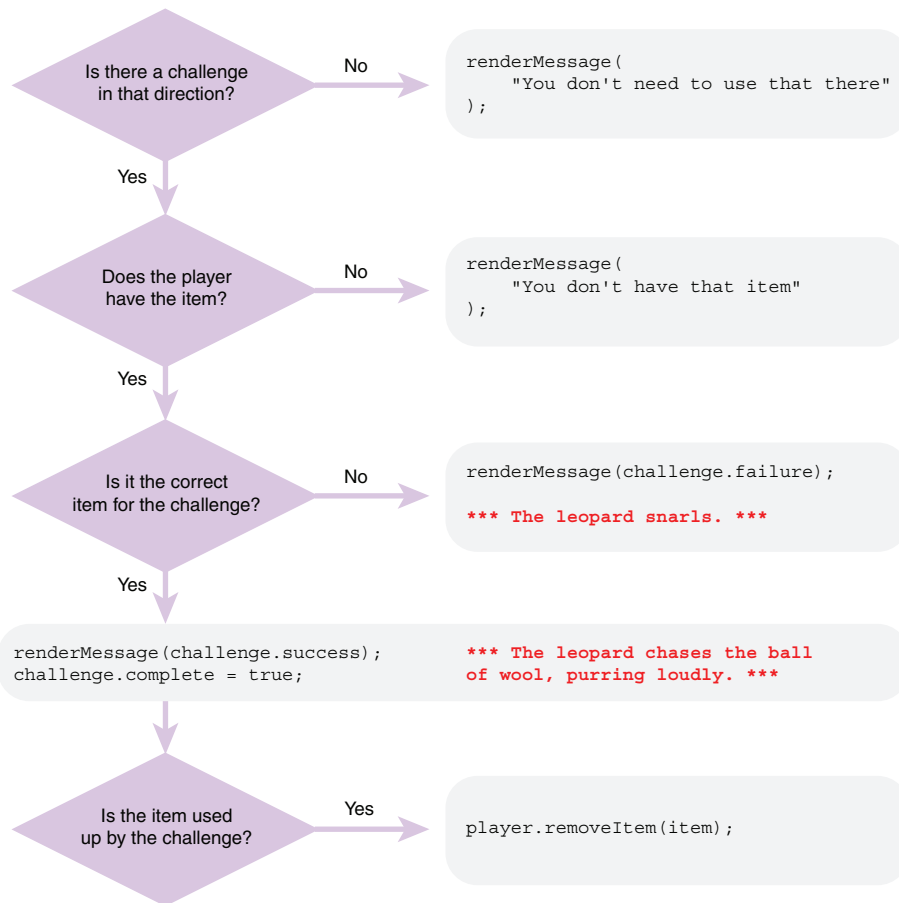 Is there a challenge
in that direction?
No
renderMessage(
"You don't need to use that there"
);
Yes
Does the player
have the item?
No
renderMessage(
"You don't have that item"
);
Yes
Is it the correct
item for the challenge?
No
renderMessage(challenge.failure);
*** The leopard snarls. ***
Yes
renderMessage(challenge.success);
challenge.complete = true;
*** The leopard chases the ball
of wool, purring loudly. ***
Is the item used
up by the challenge?
Yes
player.removeItem(item);